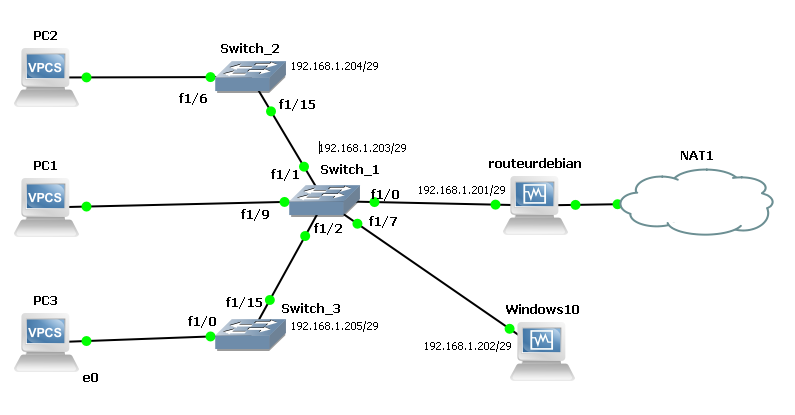 PC2
VPCS
Switch_2
192.168.1.204/29
f1/6
f1/15
192.168.1.203/29
PC1
VPCS
f1/1
Switch_1
f1/9
f1/0
f1/2
f1/7
192.168.1.201/29
routeurdebian
NAT1
PC3
VPCS
f1/15
Switch_3
f1/0
192.168.1.205/29
e0
Windows10
192.168.1.202/29